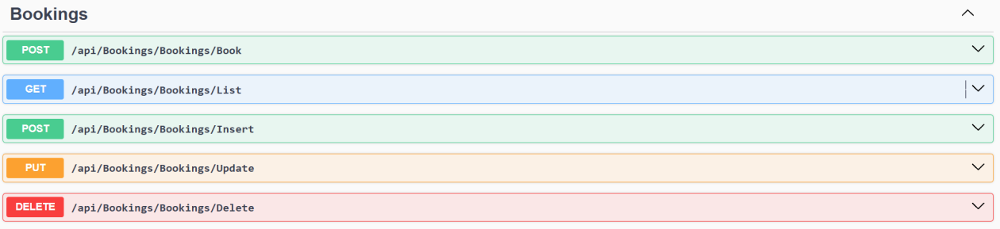 Bookings
POST /api/Bookings/Bookings/Book
GET /api/Bookings/Bookings/List
POST /api/Bookings/Bookings/Insert
PUT /api/Bookings/Bookings/Update
DELETE /api/Bookings/Bookings/Delete